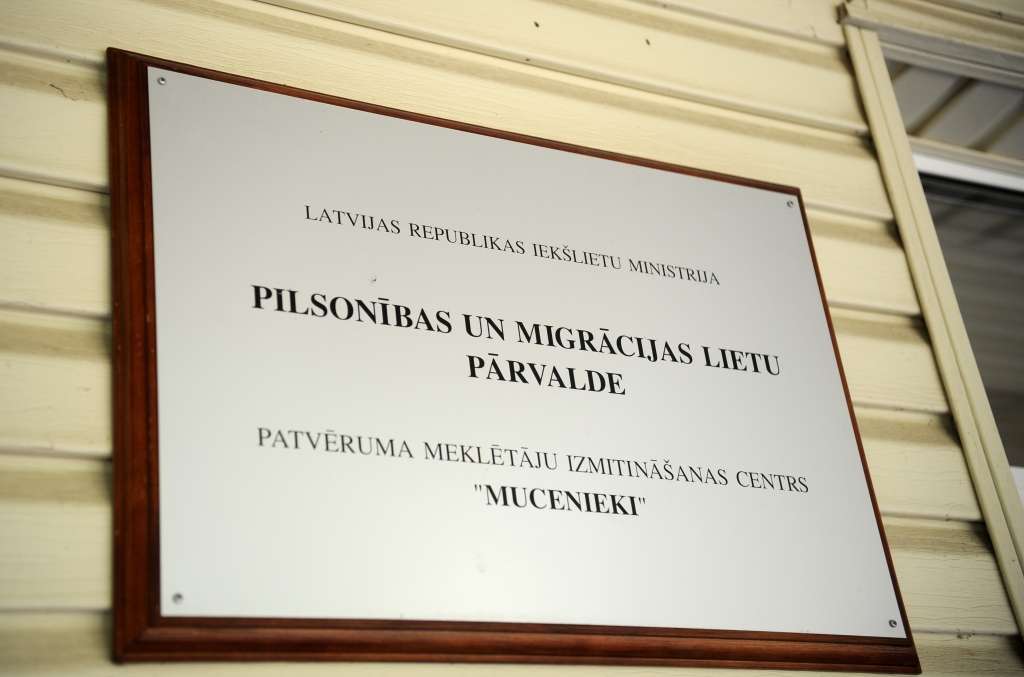 LATVIJAS REPUBLIKAS IEKŠLIETU MINISTRIJA
PILSONĪBAS UN MIGRĀCIJAS LIETU
PĀRVALDE
PATVĒRUMA MEKLĒTĀJU IZMITINĀŠANAS CENTRS
"MUCENIEKI"